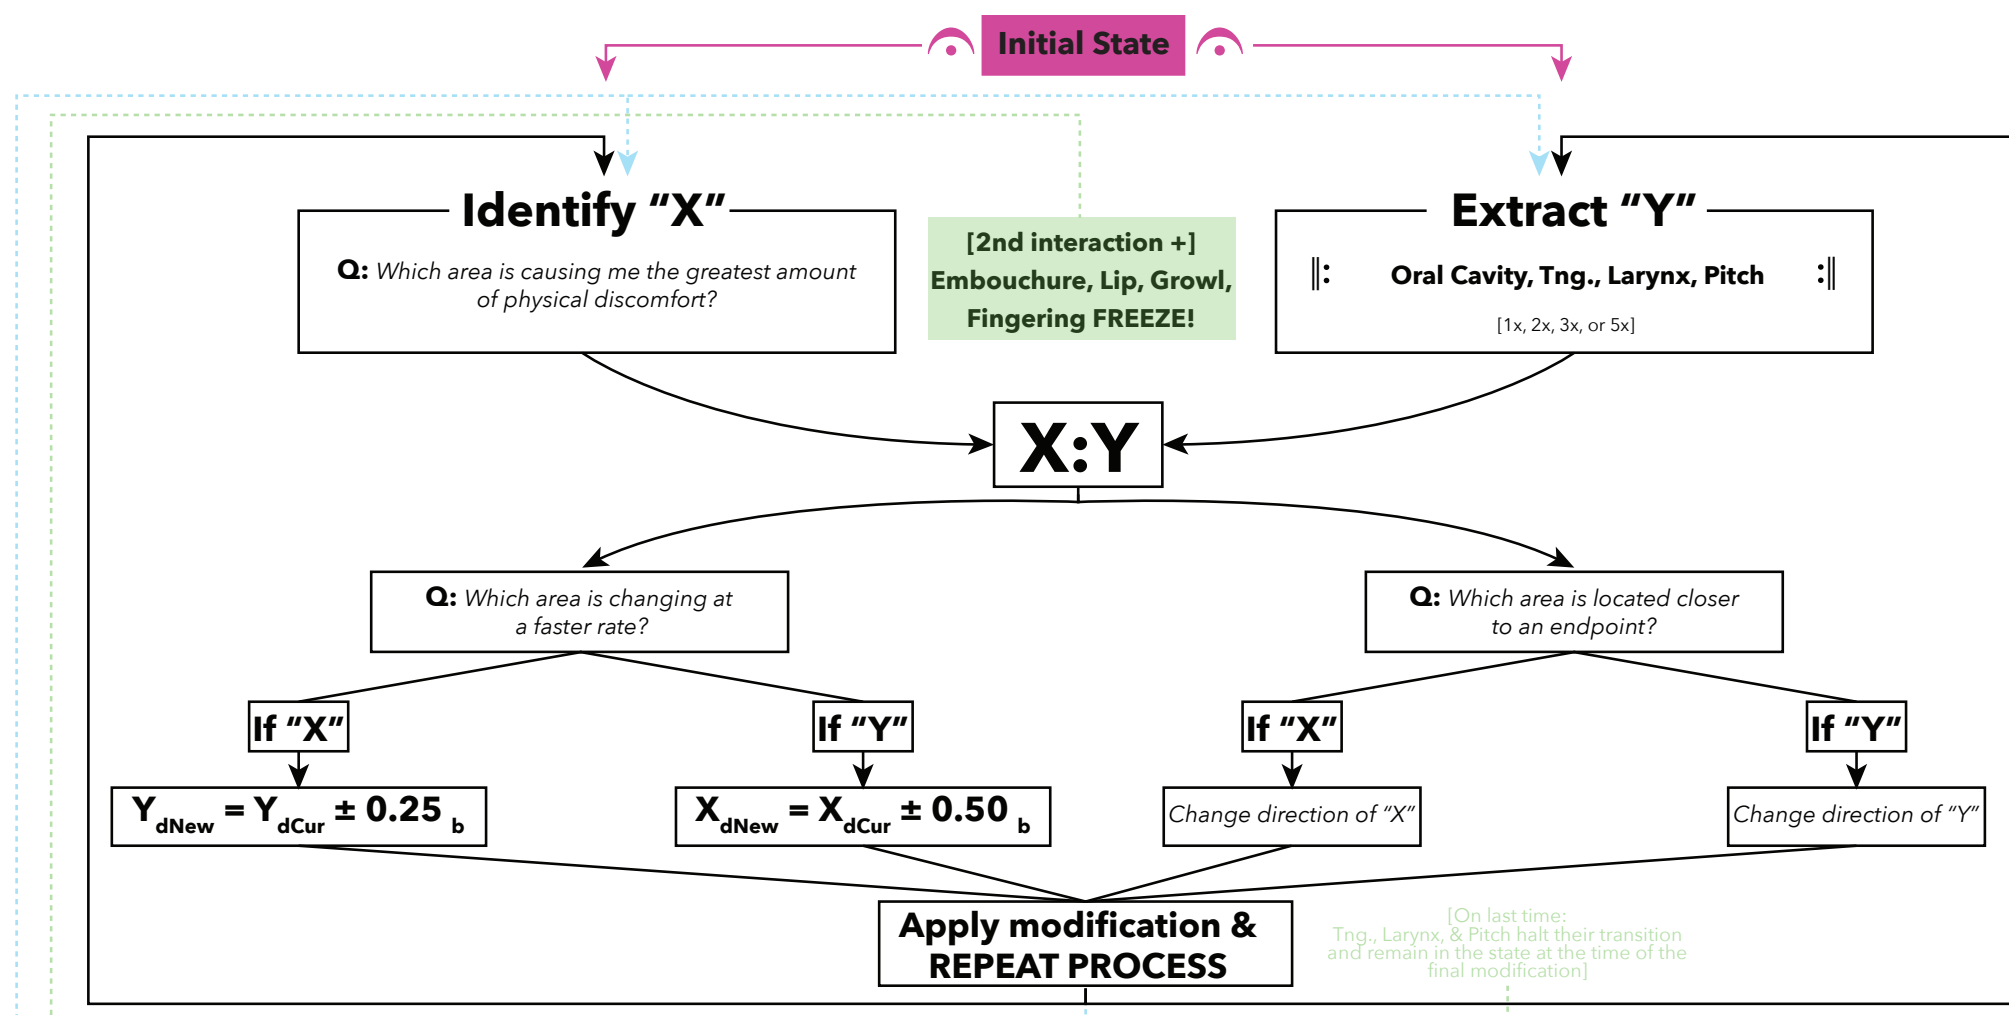 Initial State
Identify “X”
Q: Which area is causing me the greatest amount
of physical discomfort?
[2nd interaction +]
Embouchure, Lip, Growl,
Fingering FREEZE!
Extract “Y”
‖: Oral Cavity, Tng., Larynx, Pitch :‖
[1x, 2x, 3x, or 5x]
X:Y
Q: Which area is changing at
a faster rate?
Q: Which area is located closer
to an endpoint?
If “X”
If “Y”
If “X”
If “Y”
YdNew = YdCur ± 0.25 b
XdNew = XdCur ± 0.50 b
Change direction of “X”
Change direction of “Y”
Apply modification &
REPEAT PROCESS
[On last time:
Tng., Larynx, & Pitch halt their transition
and remain in the state at the time of the
final modification]